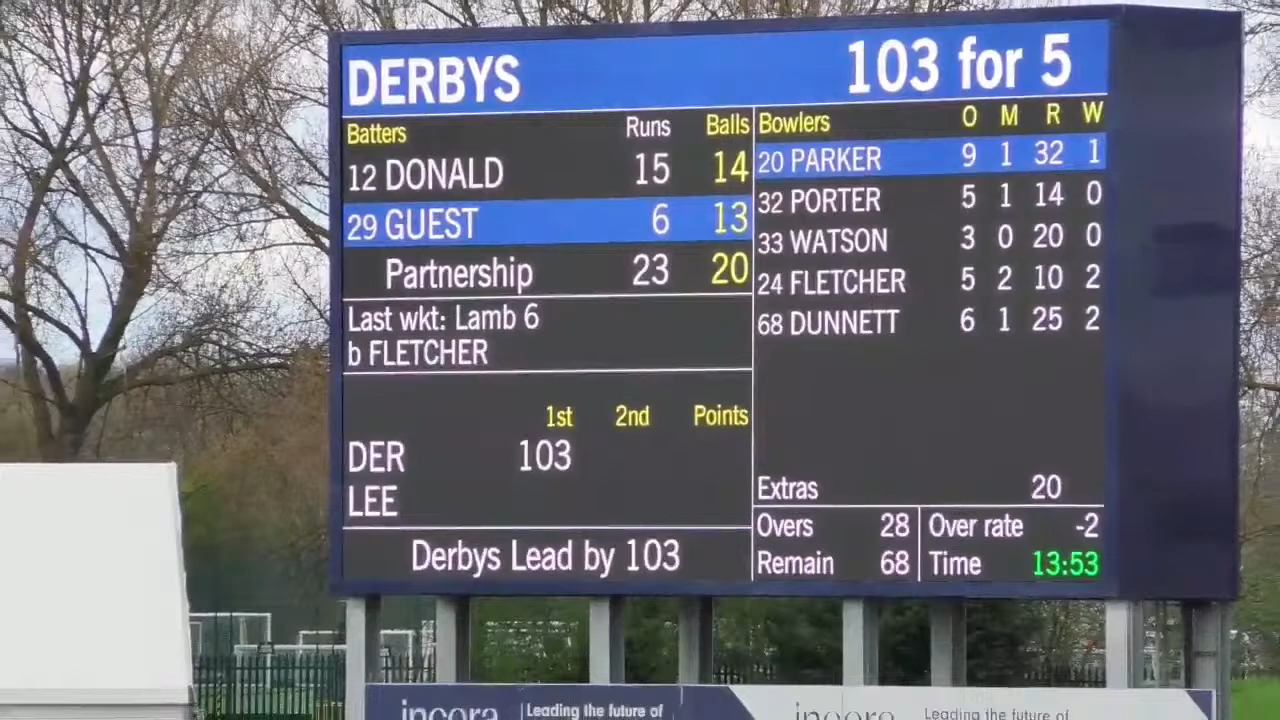 DERBYS 103 for 5
Batters Runs Balls
12 DONALD 15 14
29 GUEST 6 13
Partnership 23 20
Last wkt: Lamb 6
b FLETCHER
1st 2nd Points
DER 103
LEE
Derbys Lead by 103
Bowlers O M R W
20 PARKER 9 1 32 1
32 PORTER 5 1 14 0
33 WATSON 3 0 20 0
24 FLETCHER 5 2 10 2
68 DUNNETT 6 1 25 2
Extras 20
Overs 28 Over rate -2
Remain 68 Time 13:53
incora Leading the future of incora Leading the future of